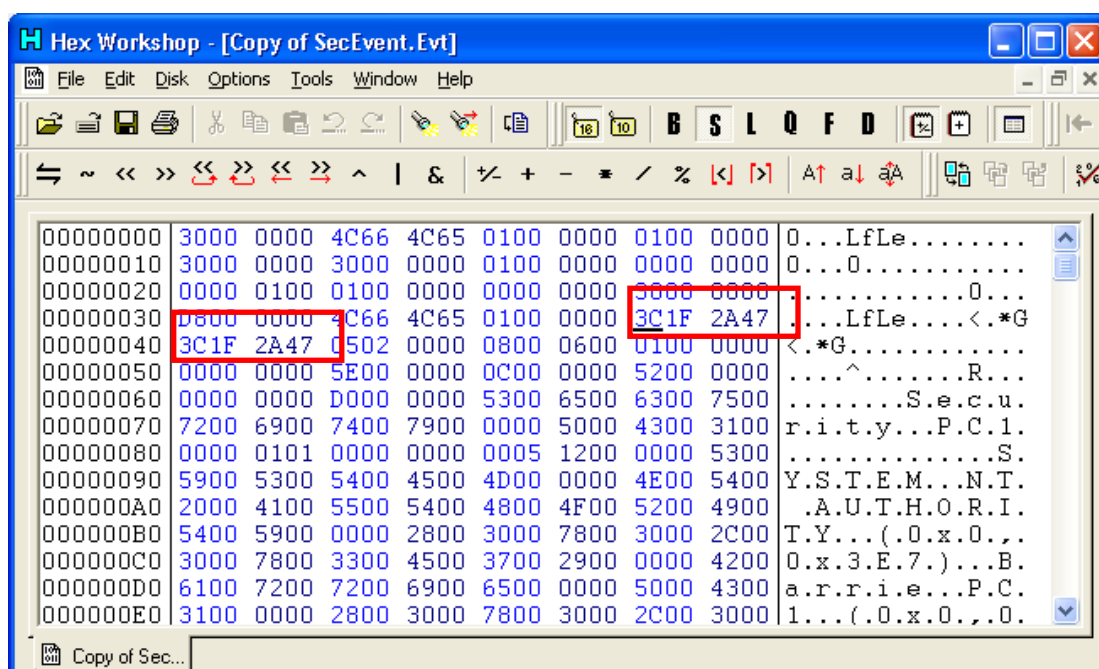 Hex Workshop - [Copy of SecEvent.Evt]
File Edit Disk Options Tools Window Help
16 10 B S L Q F D
~ << >> << >> << >> ^ | & +/- + - * / % A↑ a↓ aA
00000000 3000 0000 4C66 4C65 0100 0000 0100 0000 0...LfLe........
00000010 3000 0000 3000 0000 0100 0000 0000 0000 0...0...........
00000020 0000 0100 0100 0000 0000 0000 3000 0000 ............0...
00000030 D800 0000 4C66 4C65 0100 0000 3C1F 2A47 ....LfLe....<.*G
00000040 3C1F 2A47 0502 0000 0800 0600 0100 0000 <.*G............
00000050 0000 0000 5E00 0000 0C00 0000 5200 0000 ....^.......R...
00000060 0000 0000 D000 0000 5300 6500 6300 7500 ........S.e.c.u.
00000070 7200 6900 7400 7900 0000 5000 4300 3100 r.i.t.y...P.C.1.
00000080 0000 0101 0000 0000 0005 1200 0000 5300 ..............S.
00000090 5900 5300 5400 4500 4D00 0000 4E00 5400 Y.S.T.E.M...N.T.
000000A0 2000 4100 5500 5400 4800 4F00 5200 4900 .A.U.T.H.O.R.I.
000000B0 5400 5900 0000 2800 3000 7800 3000 2C00 T.Y...(.0.x.0.,.
000000C0 3000 7800 3300 4500 3700 2900 0000 4200 0.x.3.E.7.)...B.
000000D0 6100 7200 7200 6900 6500 0000 5000 4300 a.r.r.i.e...P.C.
000000E0 3100 0000 2800 3000 7800 3000 2C00 3000 1...(.0.x.0.,.0.
Copy of Sec...